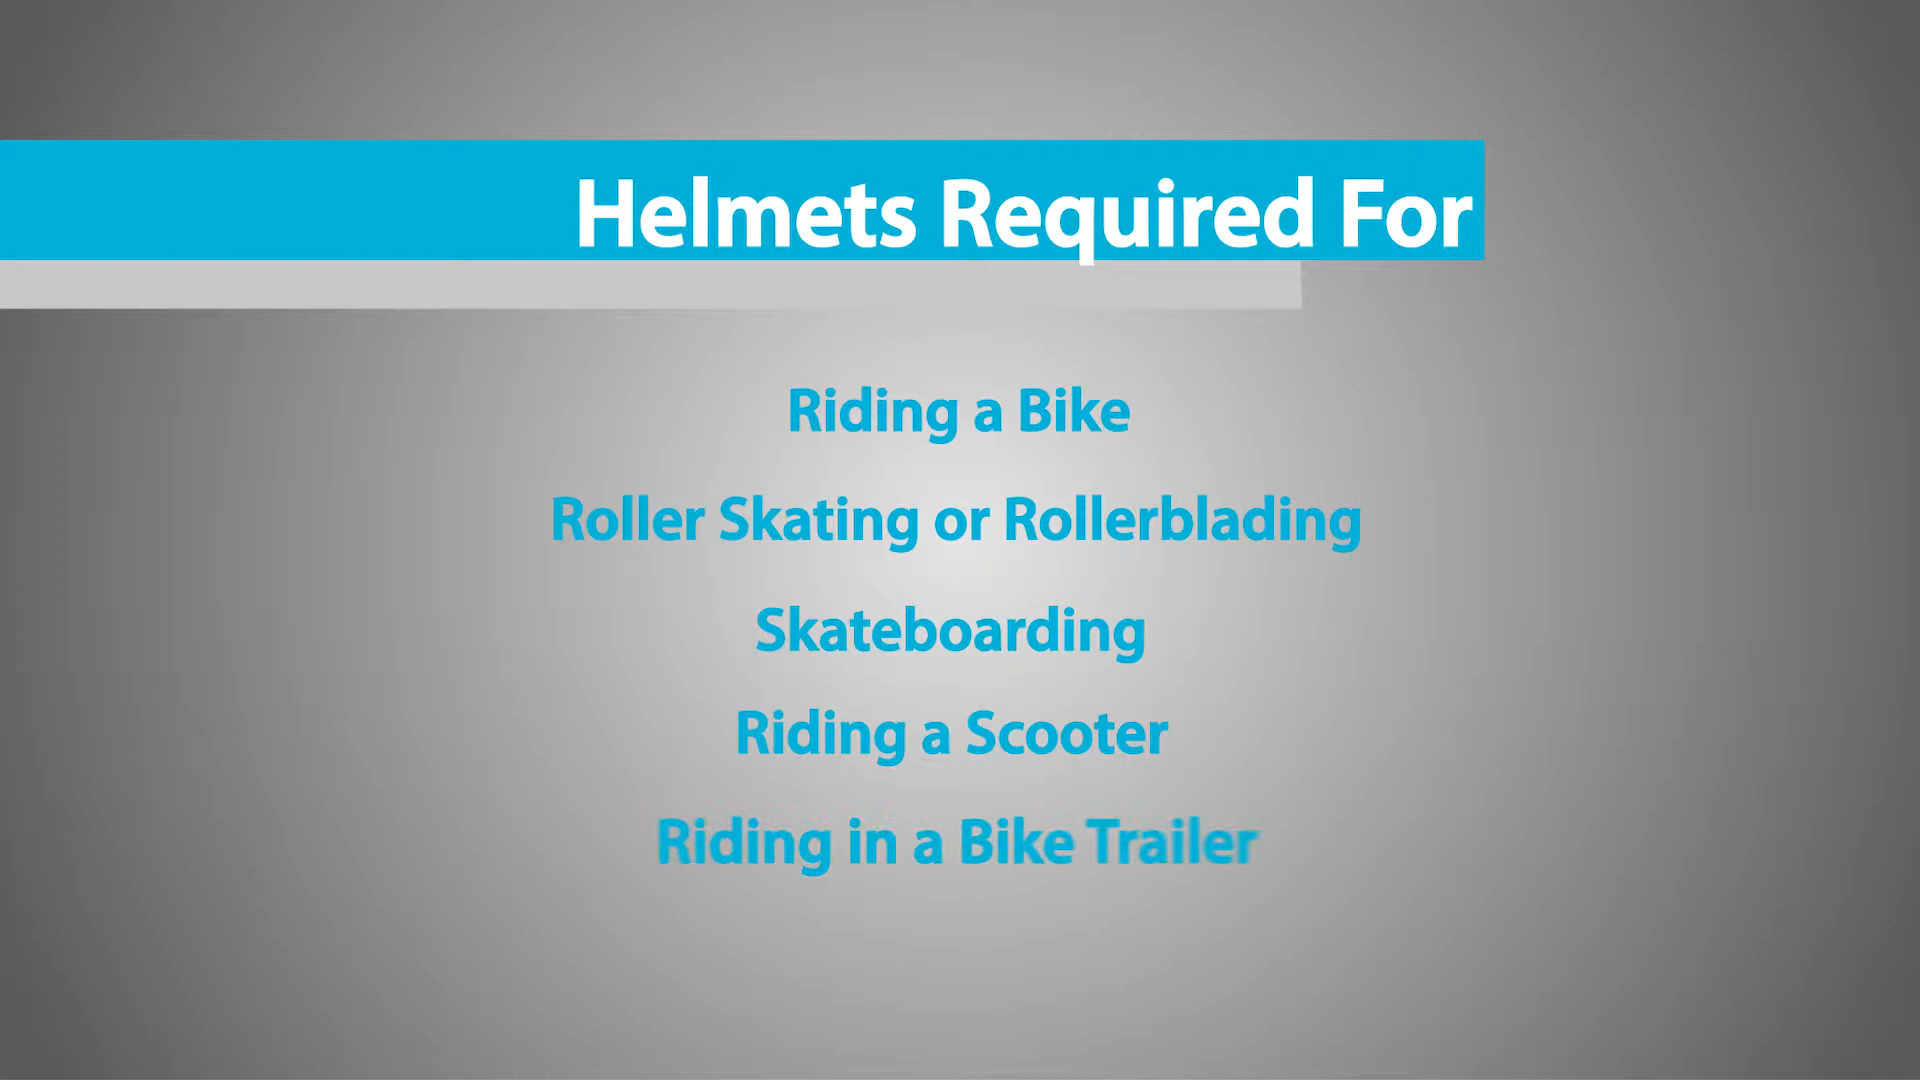 Helmets Required For
Riding a Bike
Roller Skating or Rollerblading
Skateboarding
Riding a Scooter
Riding in a Bike Trailer